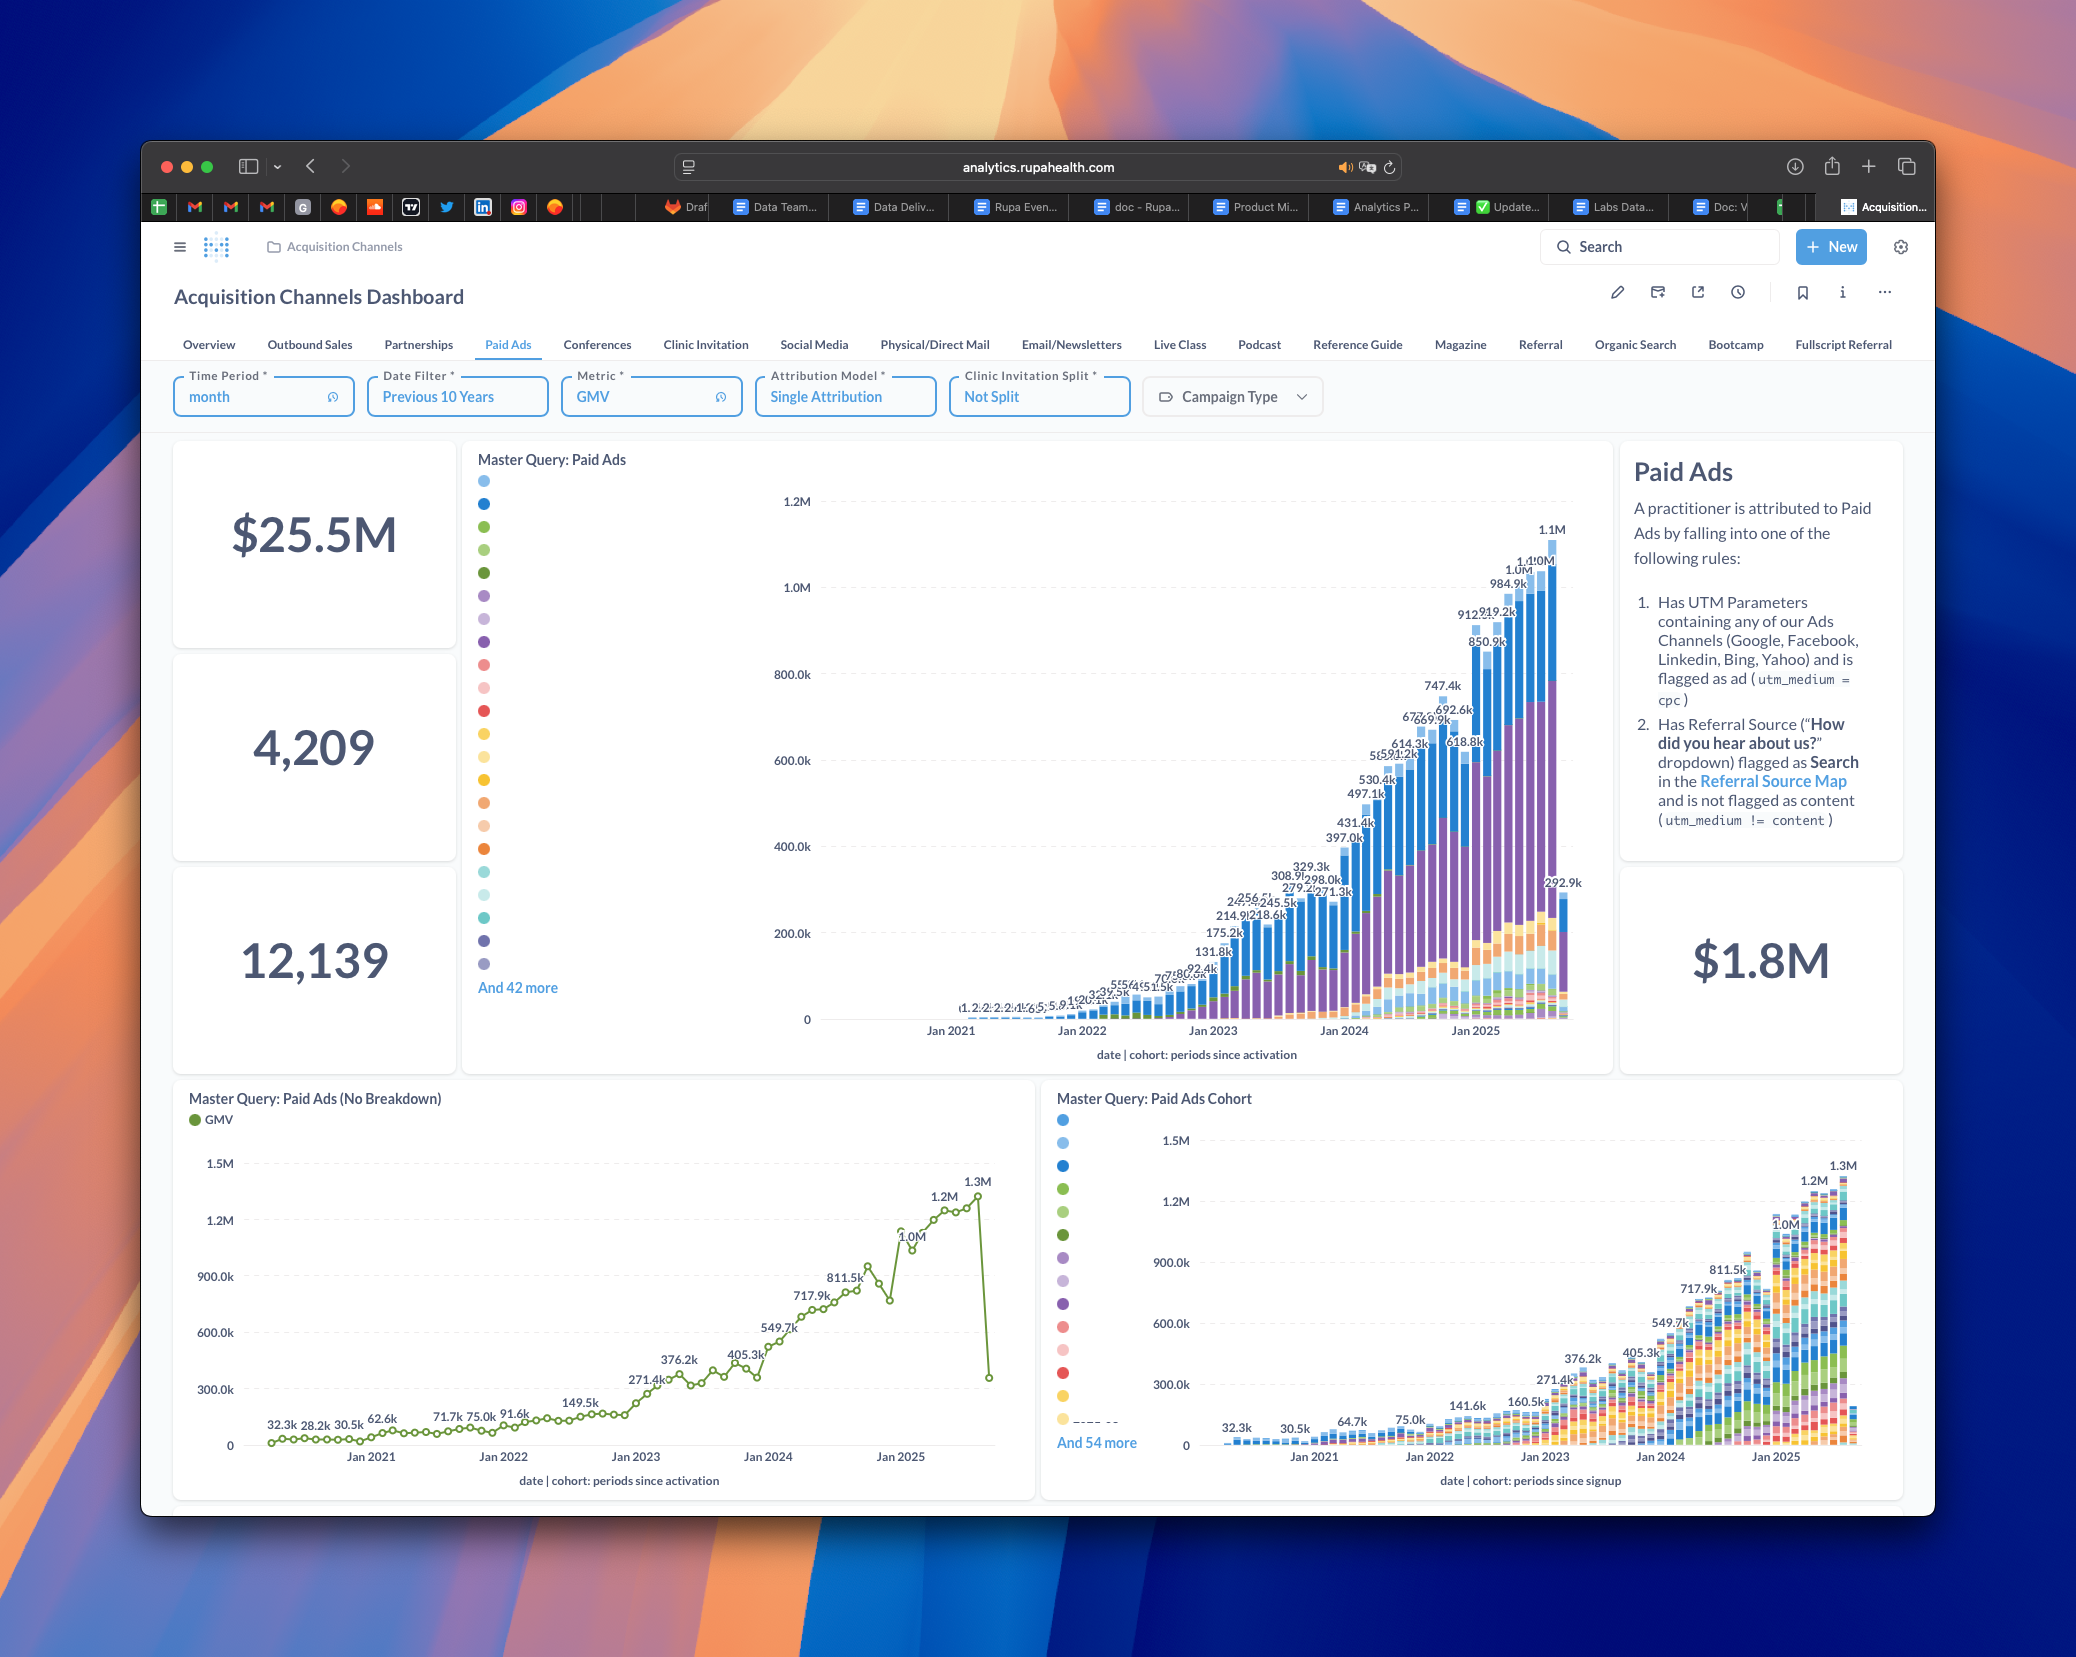 analytics.rupahealth.com
Draf
Data Team...
Data Deliv...
Rupa Even...
doc - Rupa...
Product Mi...
Analytics P...
✅ Update...
Labs Data...
Doc: V
Acquisition...
Acquisition Channels
Search
+ New
Acquisition Channels Dashboard
Overview
Outbound Sales
Partnerships
Paid Ads
Conferences
Clinic Invitation
Social Media
Physical/Direct Mail
Email/Newsletters
Live Class
Podcast
Reference Guide
Magazine
Referral
Organic Search
Bootcamp
Fullscript Referral
Time Period *
month
Date Filter *
Previous 10 Years
Metric *
GMV
Attribution Model *
Single Attribution
Clinic Invitation Split *
Not Split
Campaign Type
$25.5M
4,209
12,139
Master Query: Paid Ads
And 42 more
1.2M
1.0M
800.0k
600.0k
400.0k
200.0k
0
131.8k
175.2k
218.6k
245.5k
329.3k
298.0k
271.3k
397.0k
431.4k
497.1k
530.4k
591.2k
614.3k
669.9k
747.4k
692.6k
618.8k
850.9k
919.2k
984.9k
1.0M
1.0M
1.1M
292.9k
Jan 2021
Jan 2022
Jan 2023
Jan 2024
Jan 2025
date | cohort: periods since activation
Paid Ads
A practitioner is attributed to Paid
Ads by falling into one of the
following rules:
1. Has UTM Parameters
containing any of our Ads
Channels (Google, Facebook,
Linkedin, Bing, Yahoo) and is
flagged as ad ( utm_medium =
cpc )
2. Has Referral Source (“How
did you hear about us?”
dropdown) flagged as Search
in the Referral Source Map
and is not flagged as content
( utm_medium != content )
$1.8M
Master Query: Paid Ads (No Breakdown)
GMV
1.5M
1.2M
900.0k
600.0k
300.0k
0
32.3k
28.2k
30.5k
62.6k
71.7k
75.0k
91.6k
149.5k
271.4k
376.2k
405.3k
549.7k
717.9k
811.5k
1.0M
1.2M
1.3M
Jan 2021
Jan 2022
Jan 2023
Jan 2024
Jan 2025
date | cohort: periods since activation
Master Query: Paid Ads Cohort
And 54 more
1.5M
1.2M
900.0k
600.0k
300.0k
0
32.3k
30.5k
64.7k
75.0k
141.6k
160.5k
271.4k
376.2k
405.3k
549.7k
717.9k
811.5k
1.0M
1.2M
1.3M
Jan 2021
Jan 2022
Jan 2023
Jan 2024
Jan 2025
date | cohort: periods since signup